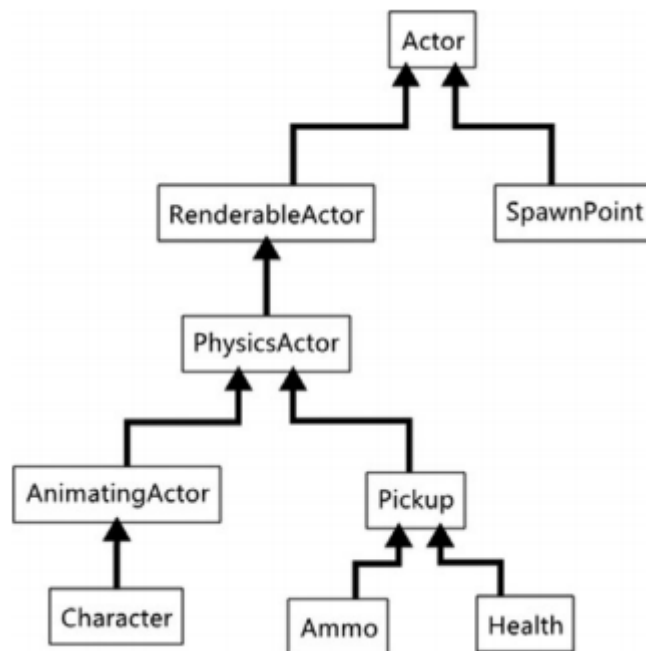 Actor
RenderableActor
SpawnPoint
PhysicsActor
AnimatingActor
Pickup
Character
Ammo
Health